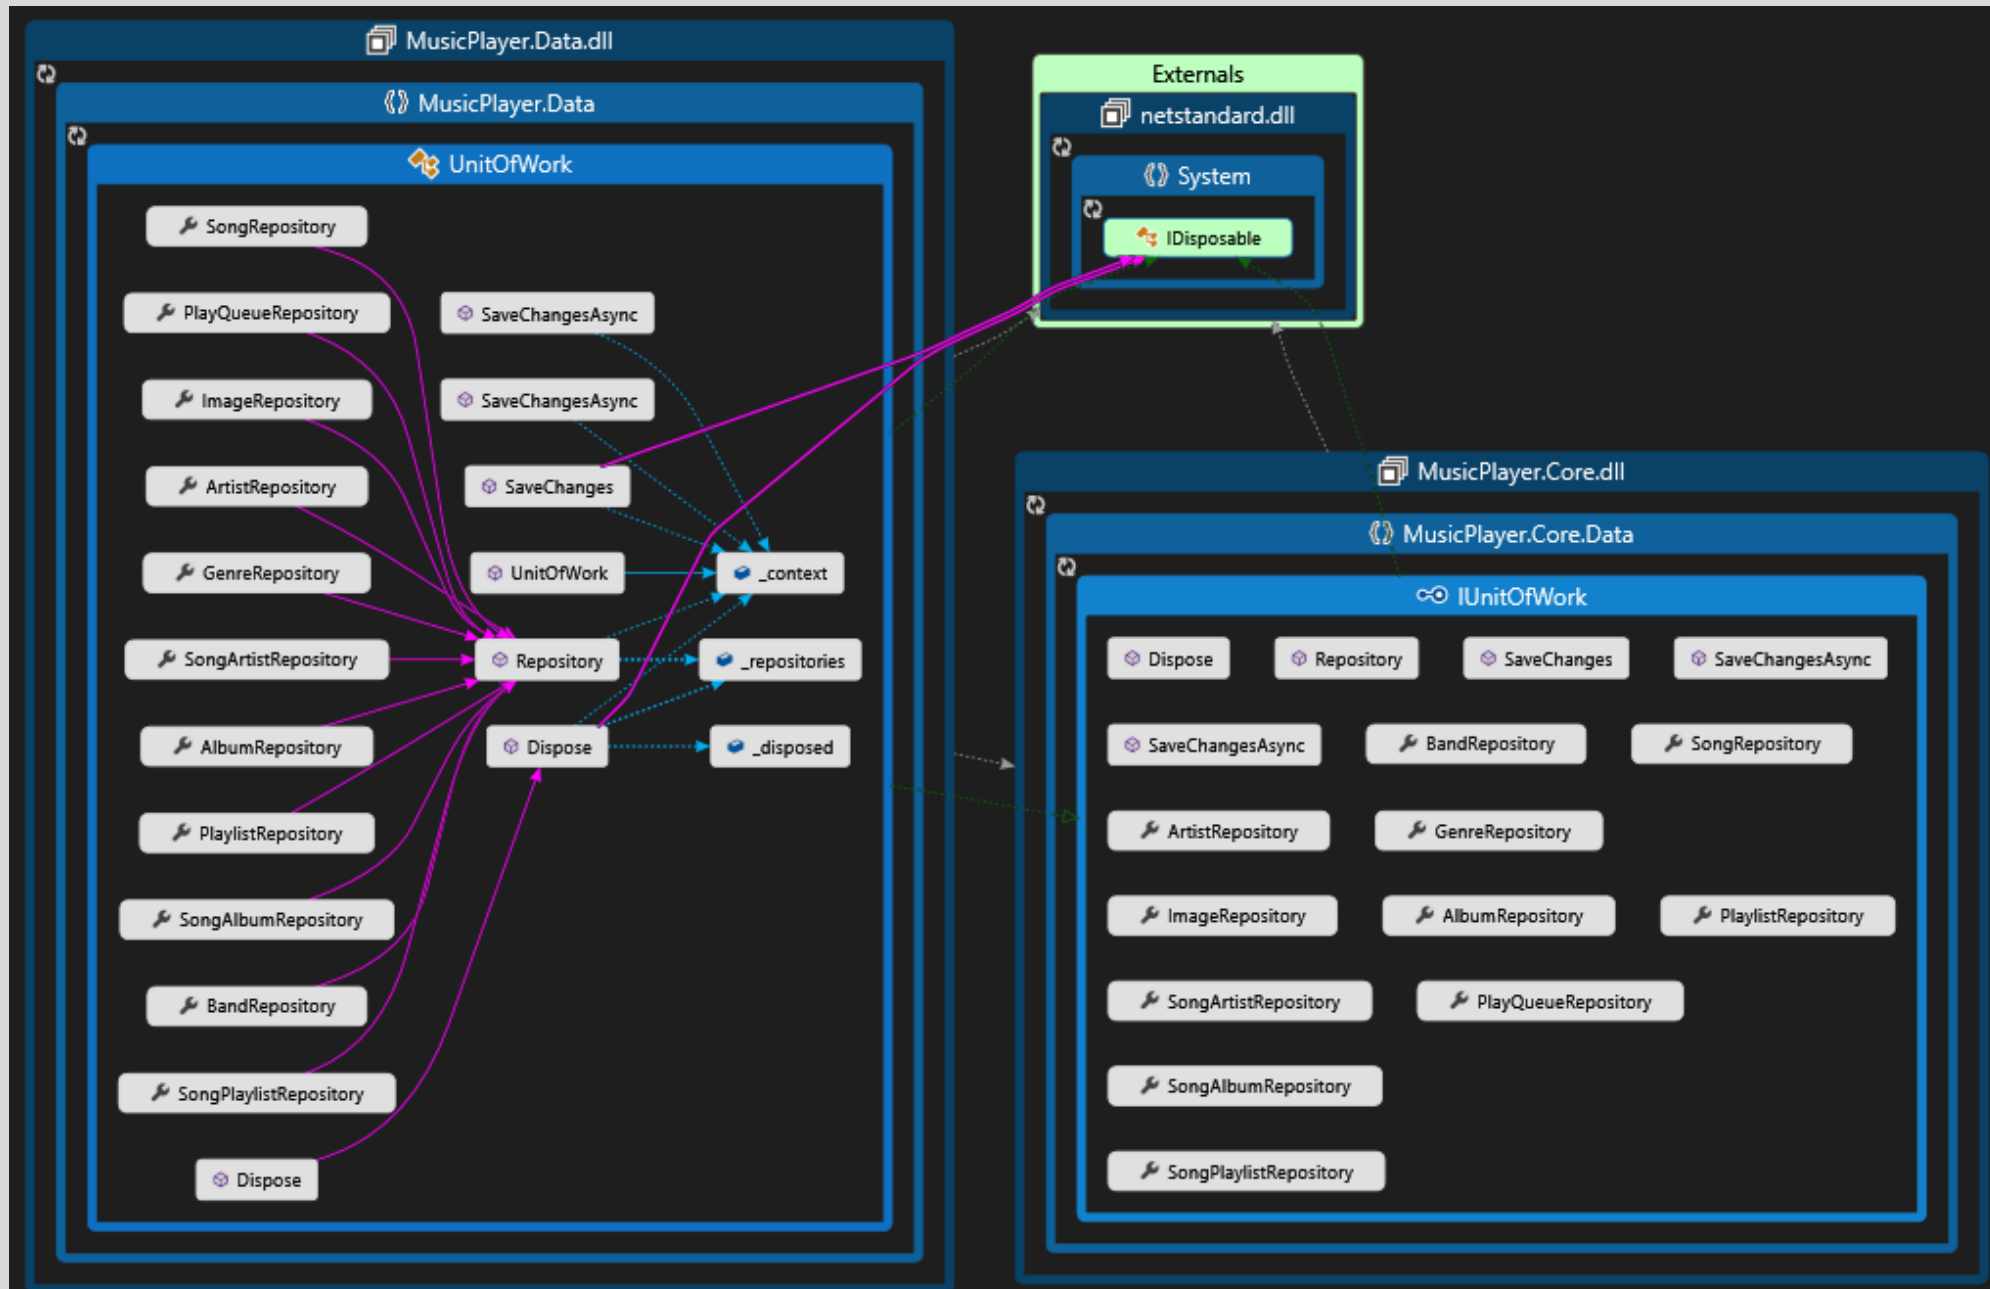 MusicPlayer.Data.dll
MusicPlayer.Data
UnitOfWork
SongRepository
PlayQueueRepository
SaveChangesAsync
ImageRepository
SaveChangesAsync
ArtistRepository
SaveChanges
GenreRepository
UnitOfWork
_context
SongArtistRepository
Repository
_repositories
AlbumRepository
Dispose
_disposed
PlaylistRepository
SongAlbumRepository
BandRepository
SongPlaylistRepository
Dispose
Externals
netstandard.dll
System
IDisposable
MusicPlayer.Core.dll
MusicPlayer.Core.Data
IUnitOfWork
Dispose
Repository
SaveChanges
SaveChangesAsync
SaveChangesAsync
BandRepository
SongRepository
ArtistRepository
GenreRepository
ImageRepository
AlbumRepository
PlaylistRepository
SongArtistRepository
PlayQueueRepository
SongAlbumRepository
SongPlaylistRepository